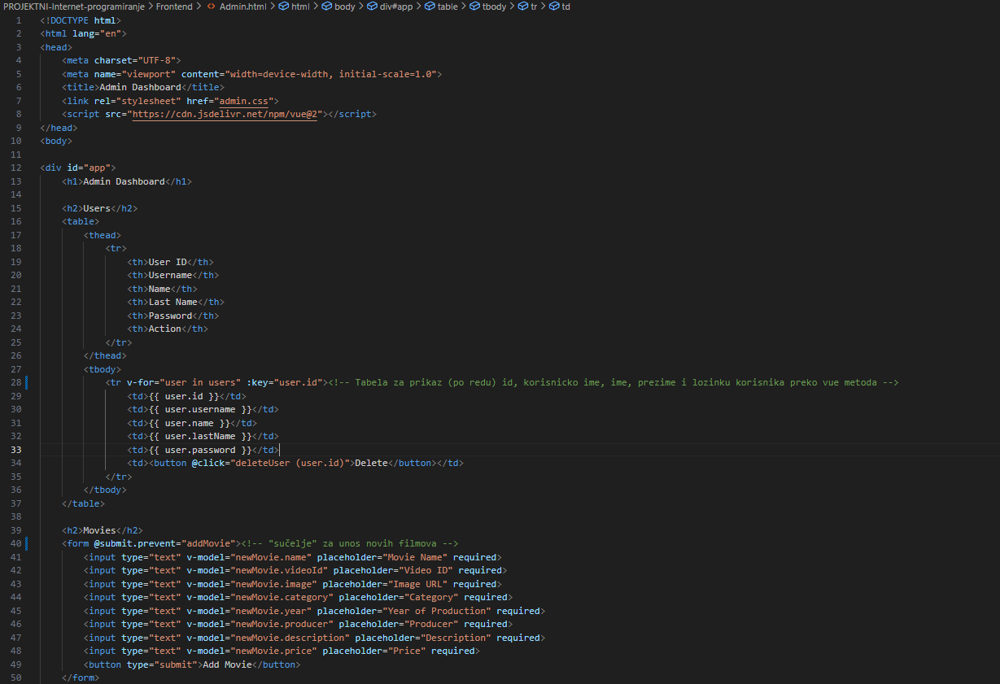 PROJEKTNI-Internet-programiranje > Frontend > Admin.html > html > body > div#app > table > tbody > tr > td
1 <!DOCTYPE html>
2 <html lang="en">
3 <head>
4 <meta charset="UTF-8">
5 <meta name="viewport" content="width=device-width, initial-scale=1.0">
6 <title>Admin Dashboard</title>
7 <link rel="stylesheet" href="admin.css">
8 <script src="https://cdn.jsdelivr.net/npm/vue@2"></script>
9 </head>
10 <body>
11
12 <div id="app">
13 <h1>Admin Dashboard</h1>
14
15 <h2>Users</h2>
16 <table>
17 <thead>
18 <tr>
19 <th>User ID</th>
20 <th>Username</th>
21 <th>Name</th>
22 <th>Last Name</th>
23 <th>Password</th>
24 <th>Action</th>
25 </tr>
26 </thead>
27 <tbody>
28 <tr v-for="user in users" :key="user.id"><!-- Tabela za prikaz (po redu) id, korisnicko ime, ime, prezime i lozinku korisnika preko vue metoda -->
29 <td>{{ user.id }}</td>
30 <td>{{ user.username }}</td>
31 <td>{{ user.name }}</td>
32 <td>{{ user.lastName }}</td>
33 <td>{{ user.password }}</td>
34 <td><button @click="deleteUser (user.id)">Delete</button></td>
35 </tr>
36 </tbody>
37 </table>
38
39 <h2>Movies</h2>
40 <form @submit.prevent="addMovie"><!-- "sučelje" za unos novih filmova -->
41 <input type="text" v-model="newMovie.name" placeholder="Movie Name" required>
42 <input type="text" v-model="newMovie.videoId" placeholder="Video ID" required>
43 <input type="text" v-model="newMovie.image" placeholder="Image URL" required>
44 <input type="text" v-model="newMovie.category" placeholder="Category" required>
45 <input type="text" v-model="newMovie.year" placeholder="Year of Production" required>
46 <input type="text" v-model="newMovie.producer" placeholder="Producer" required>
47 <input type="text" v-model="newMovie.description" placeholder="Description" required>
48 <input type="text" v-model="newMovie.price" placeholder="Price" required>
49 <button type="submit">Add Movie</button>
50 </form>